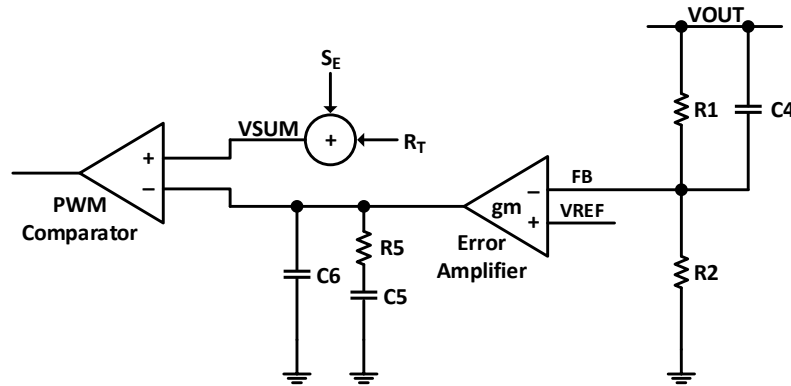 VOUT
SE
VSUM
R1
C4
+
RT
+
−
FB
−
gm
+
VREF
PWM
Comparator
Error
Amplifier
R5
C6
C5
R2